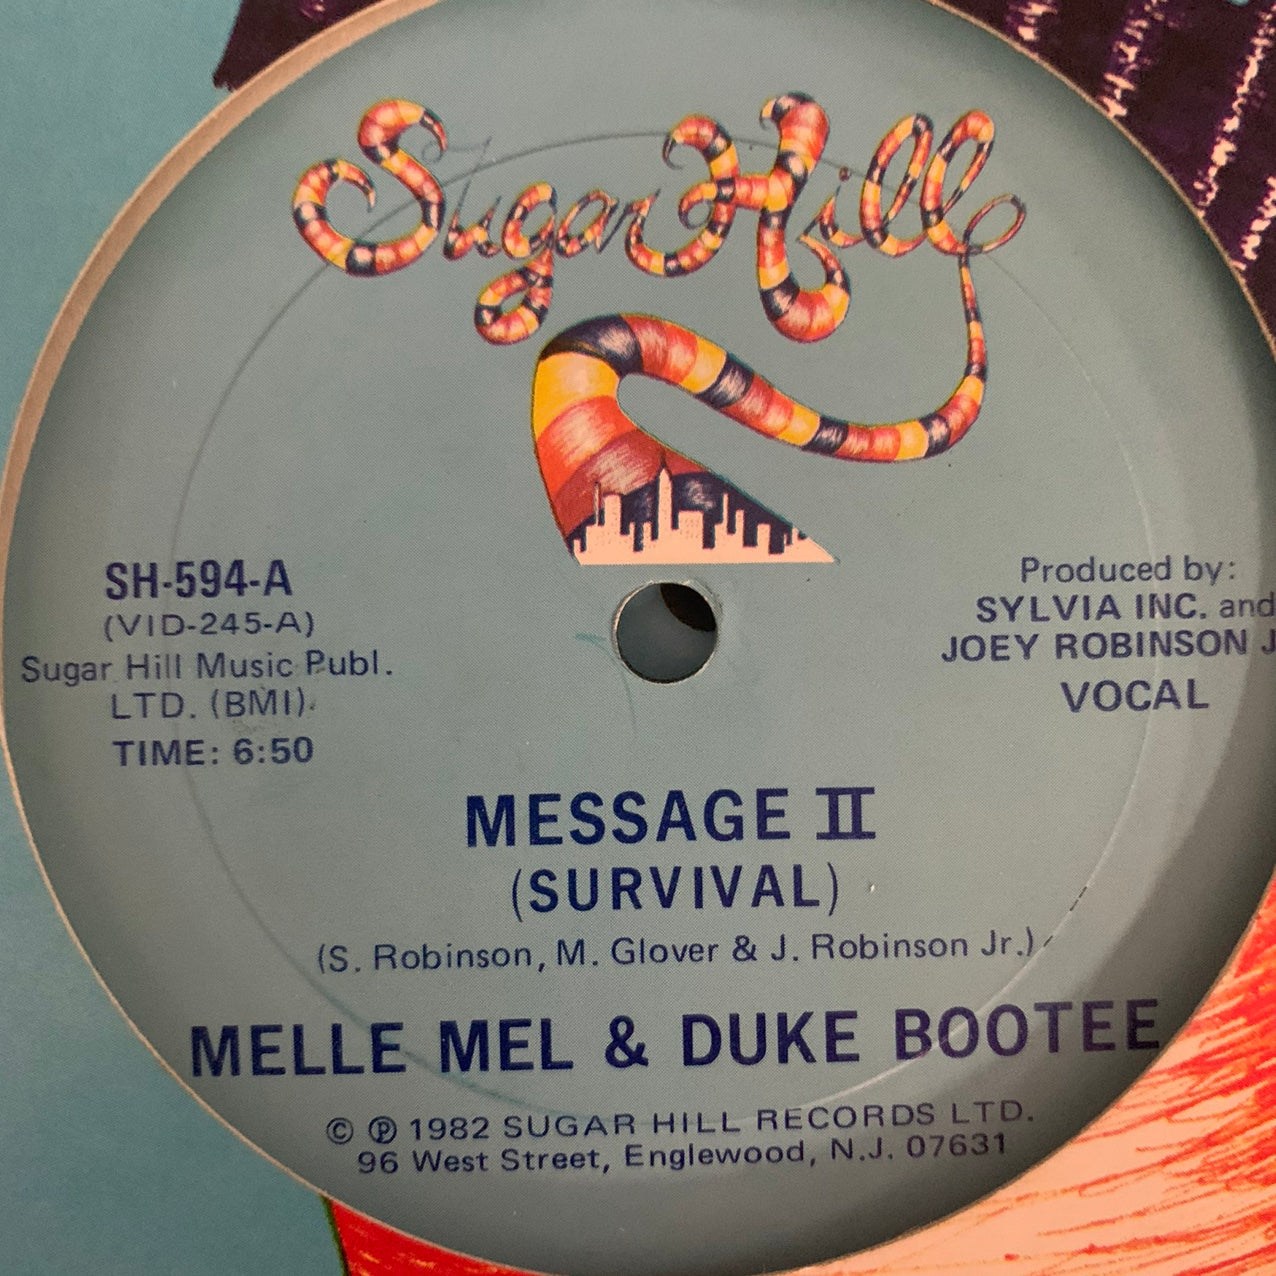 Sugar Hill
SH-594-A
(VID-245-A)
Sugar Hill Music Publ.
LTD. (BMI)
TIME: 6:50
Produced by:
SYLVIA INC. and
JOEY ROBINSON J
VOCAL
MESSAGE II
(SURVIVAL)
(S. Robinson, M. Glover & J. Robinson Jr.)
MELLE MEL & DUKE BOOTEE
© ℗ 1982 SUGAR HILL RECORDS LTD.
96 West Street, Englewood, N.J. 07631